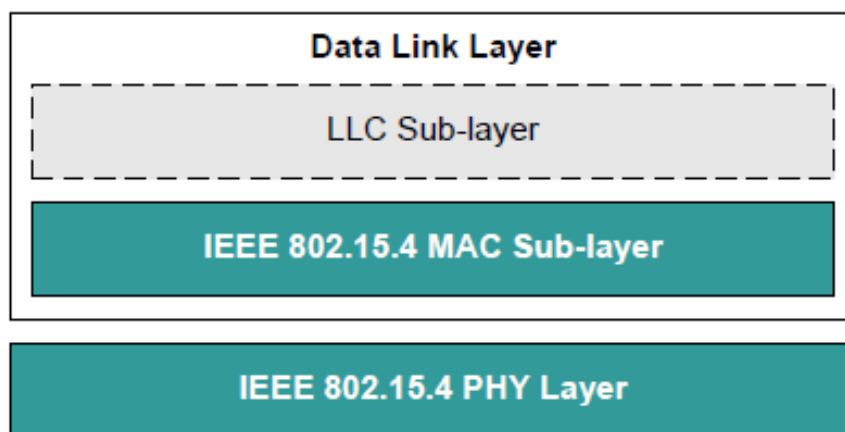 Data Link Layer
LLC Sub-layer
IEEE 802.15.4 MAC Sub-layer
IEEE 802.15.4 PHY Layer